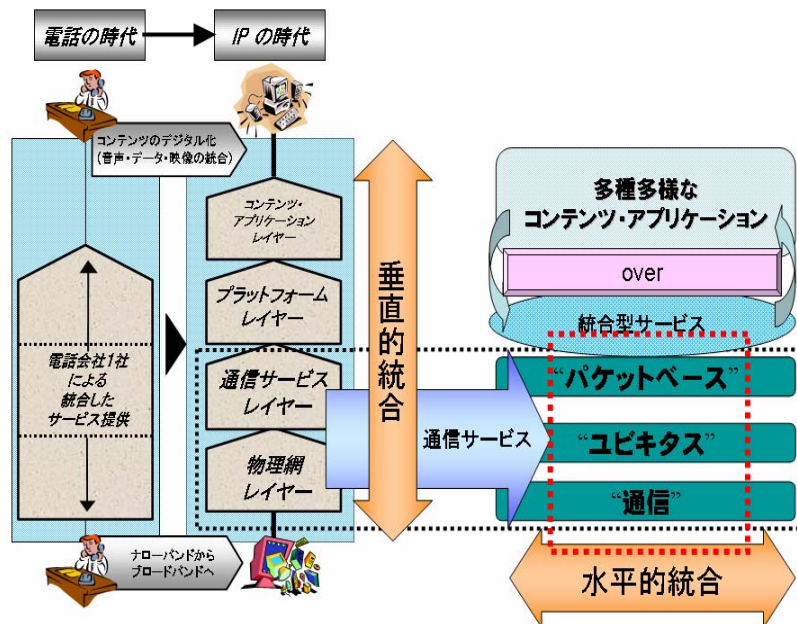 電話の時代
IP の時代
コンテンツのデジタル化
(音声・データ・映像の統合)
コンテンツ・
アプリケーション
レイヤー
プラットフォーム
レイヤー
電話会社1社
による
統合した
サービス提供
通信サービス
レイヤー
物理網
レイヤー
ナローバンドから
ブロードバンドへ
垂直的統合
通信サービス
多種多様な
コンテンツ・アプリケーション
over
統合型サービス
“パケットベース”
“ユビキタス”
“通信”
水平的統合